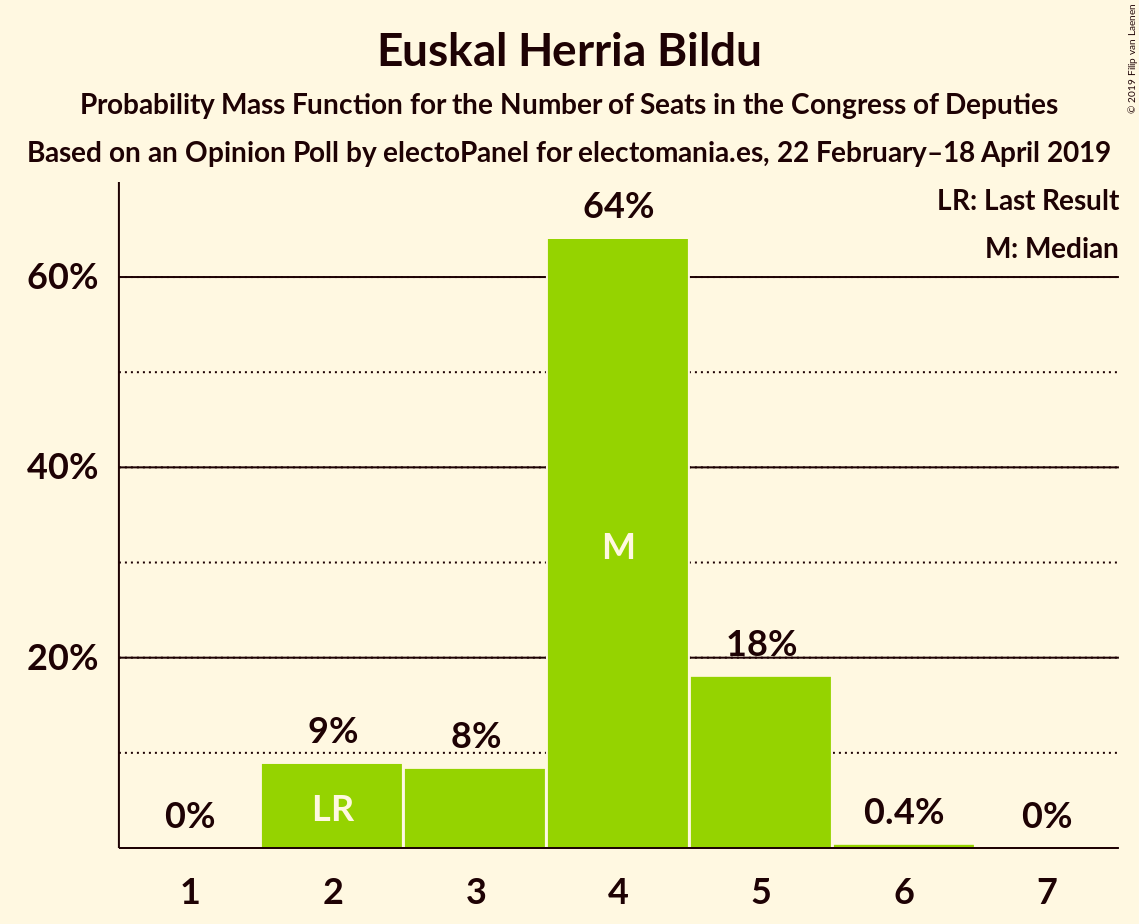 Euskal Herria Bildu
Probability Mass Function for the Number of Seats in the Congress of Deputies
Based on an Opinion Poll by electoPanel for electomania.es, 22 February–18 April 2019
© 2019 Filip van Laenen
LR: Last Result
M: Median
60%
40%
20%
0%
9%
8%
64%
18%
0.4%
0%
LR
M
1 2 3 4 5 6 7